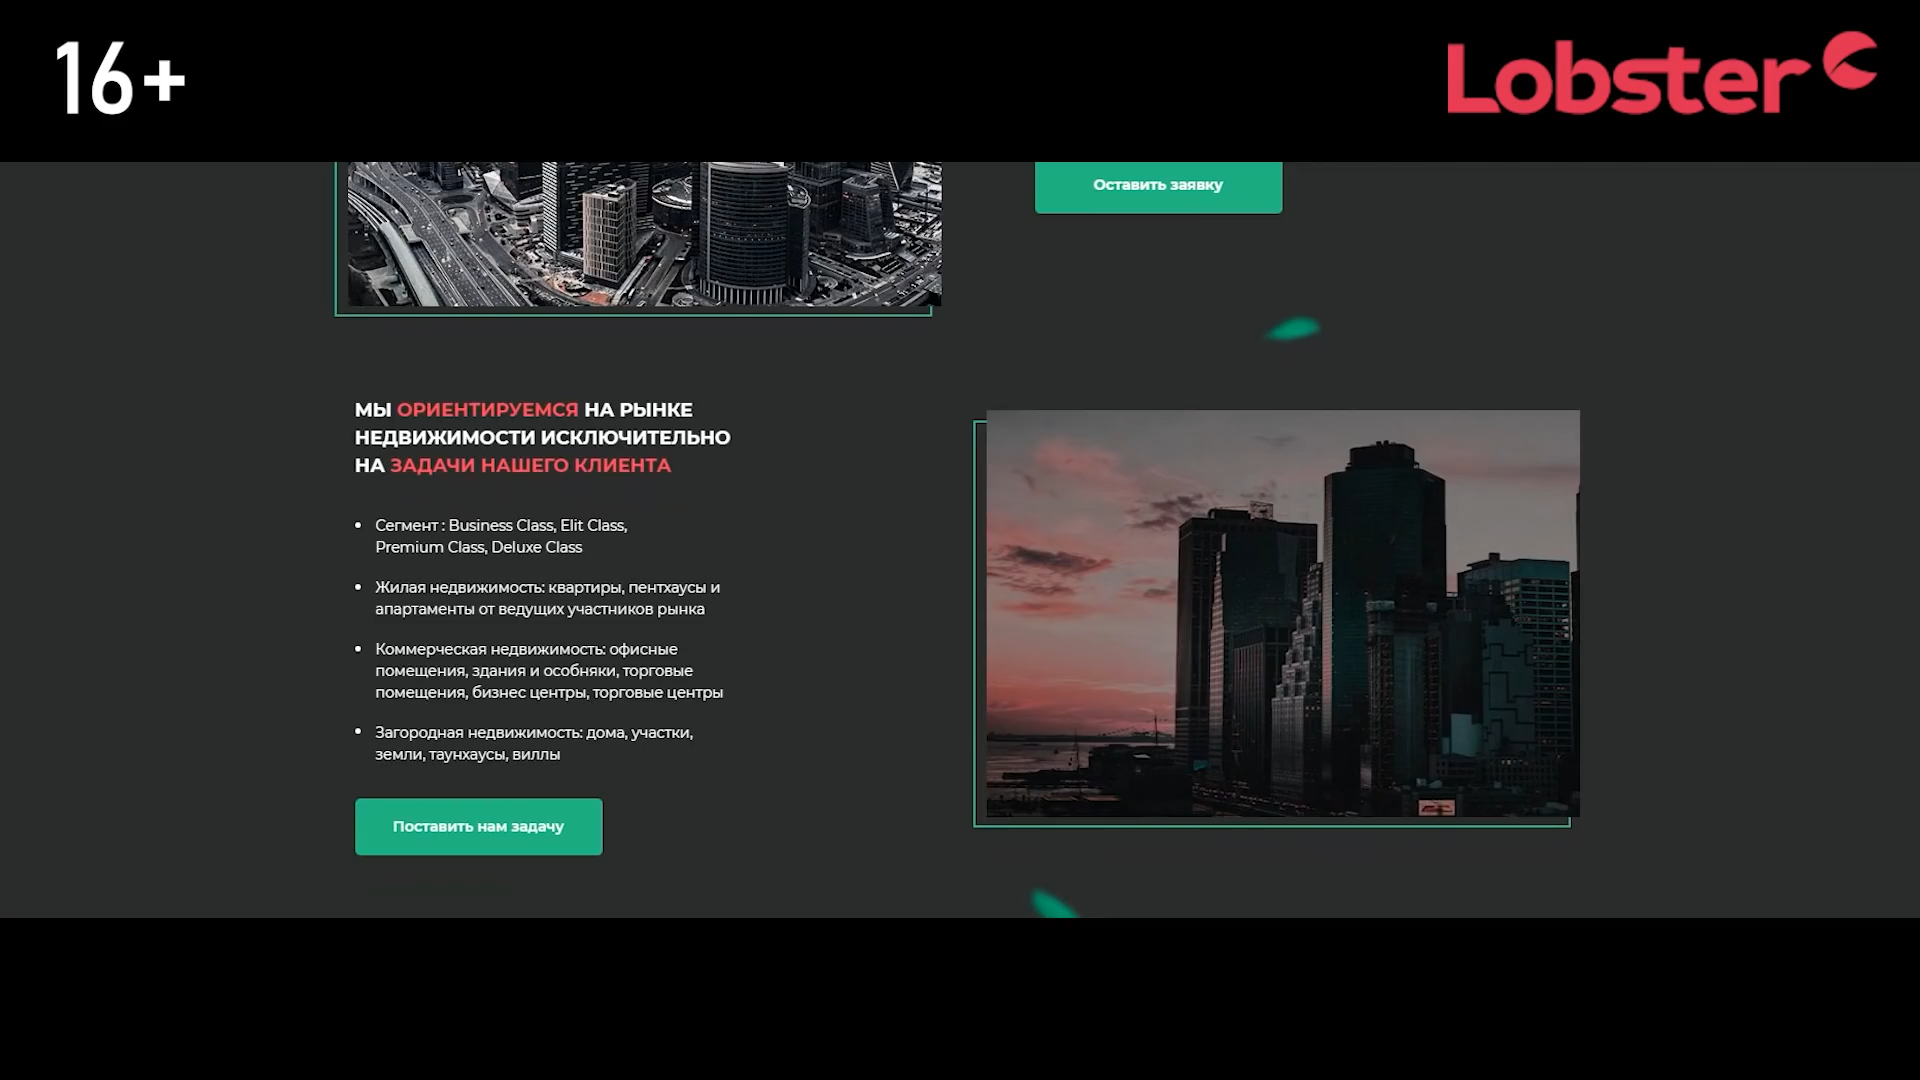 16+
Lobster
Оставить заявку
МЫ ОРИЕНТИРУЕМСЯ НА РЫНКЕ
НЕДВИЖИМОСТИ ИСКЛЮЧИТЕЛЬНО
НА ЗАДАЧИ НАШЕГО КЛИЕНТА
• Сегмент : Business Class, Elit Class,
Premium Class, Deluxe Class
• Жилая недвижимость: квартиры, пентхаусы и
апартаменты от ведущих участников рынка
• Коммерческая недвижимость: офисные
помещения, здания и особняки, торговые
помещения, бизнес центры, торговые центры
• Загородная недвижимость: дома, участки,
земли, таунхаусы, виллы
Поставить нам задачу